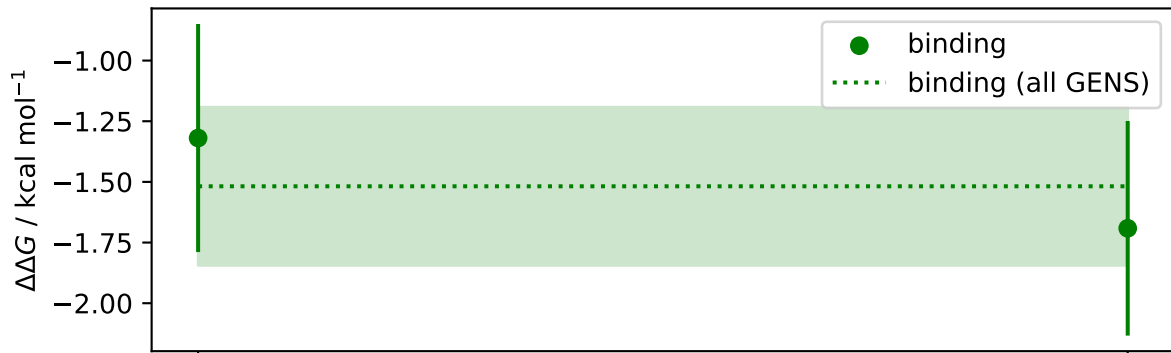 −1.00
−1.25
−1.50
−1.75
−2.00
ΔΔG / kcal mol⁻¹
binding
binding (all GENS)